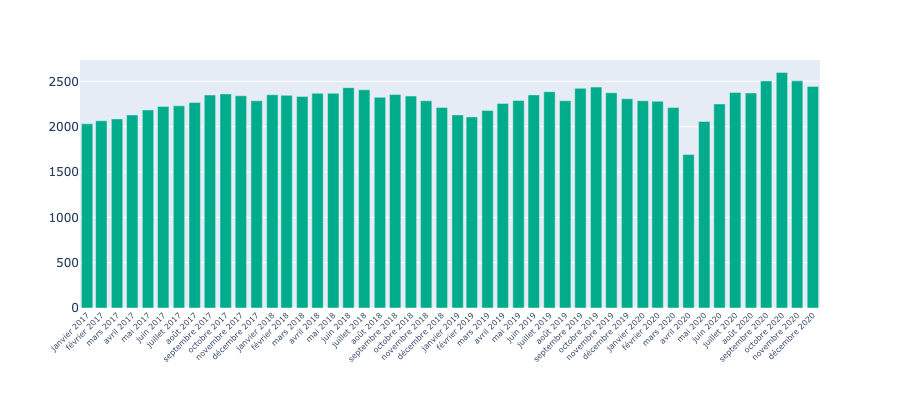 2500
2000
1500
1000
500
0
janvier 2017
février 2017
mars 2017
avril 2017
mai 2017
juin 2017
juillet 2017
août 2017
septembre 2017
octobre 2017
novembre 2017
décembre 2017
janvier 2018
février 2018
mars 2018
avril 2018
mai 2018
juin 2018
juillet 2018
août 2018
septembre 2018
octobre 2018
novembre 2018
décembre 2018
janvier 2019
février 2019
mars 2019
avril 2019
mai 2019
juin 2019
juillet 2019
août 2019
septembre 2019
octobre 2019
novembre 2019
décembre 2019
janvier 2020
février 2020
mars 2020
avril 2020
mai 2020
juin 2020
juillet 2020
août 2020
septembre 2020
octobre 2020
novembre 2020
décembre 2020